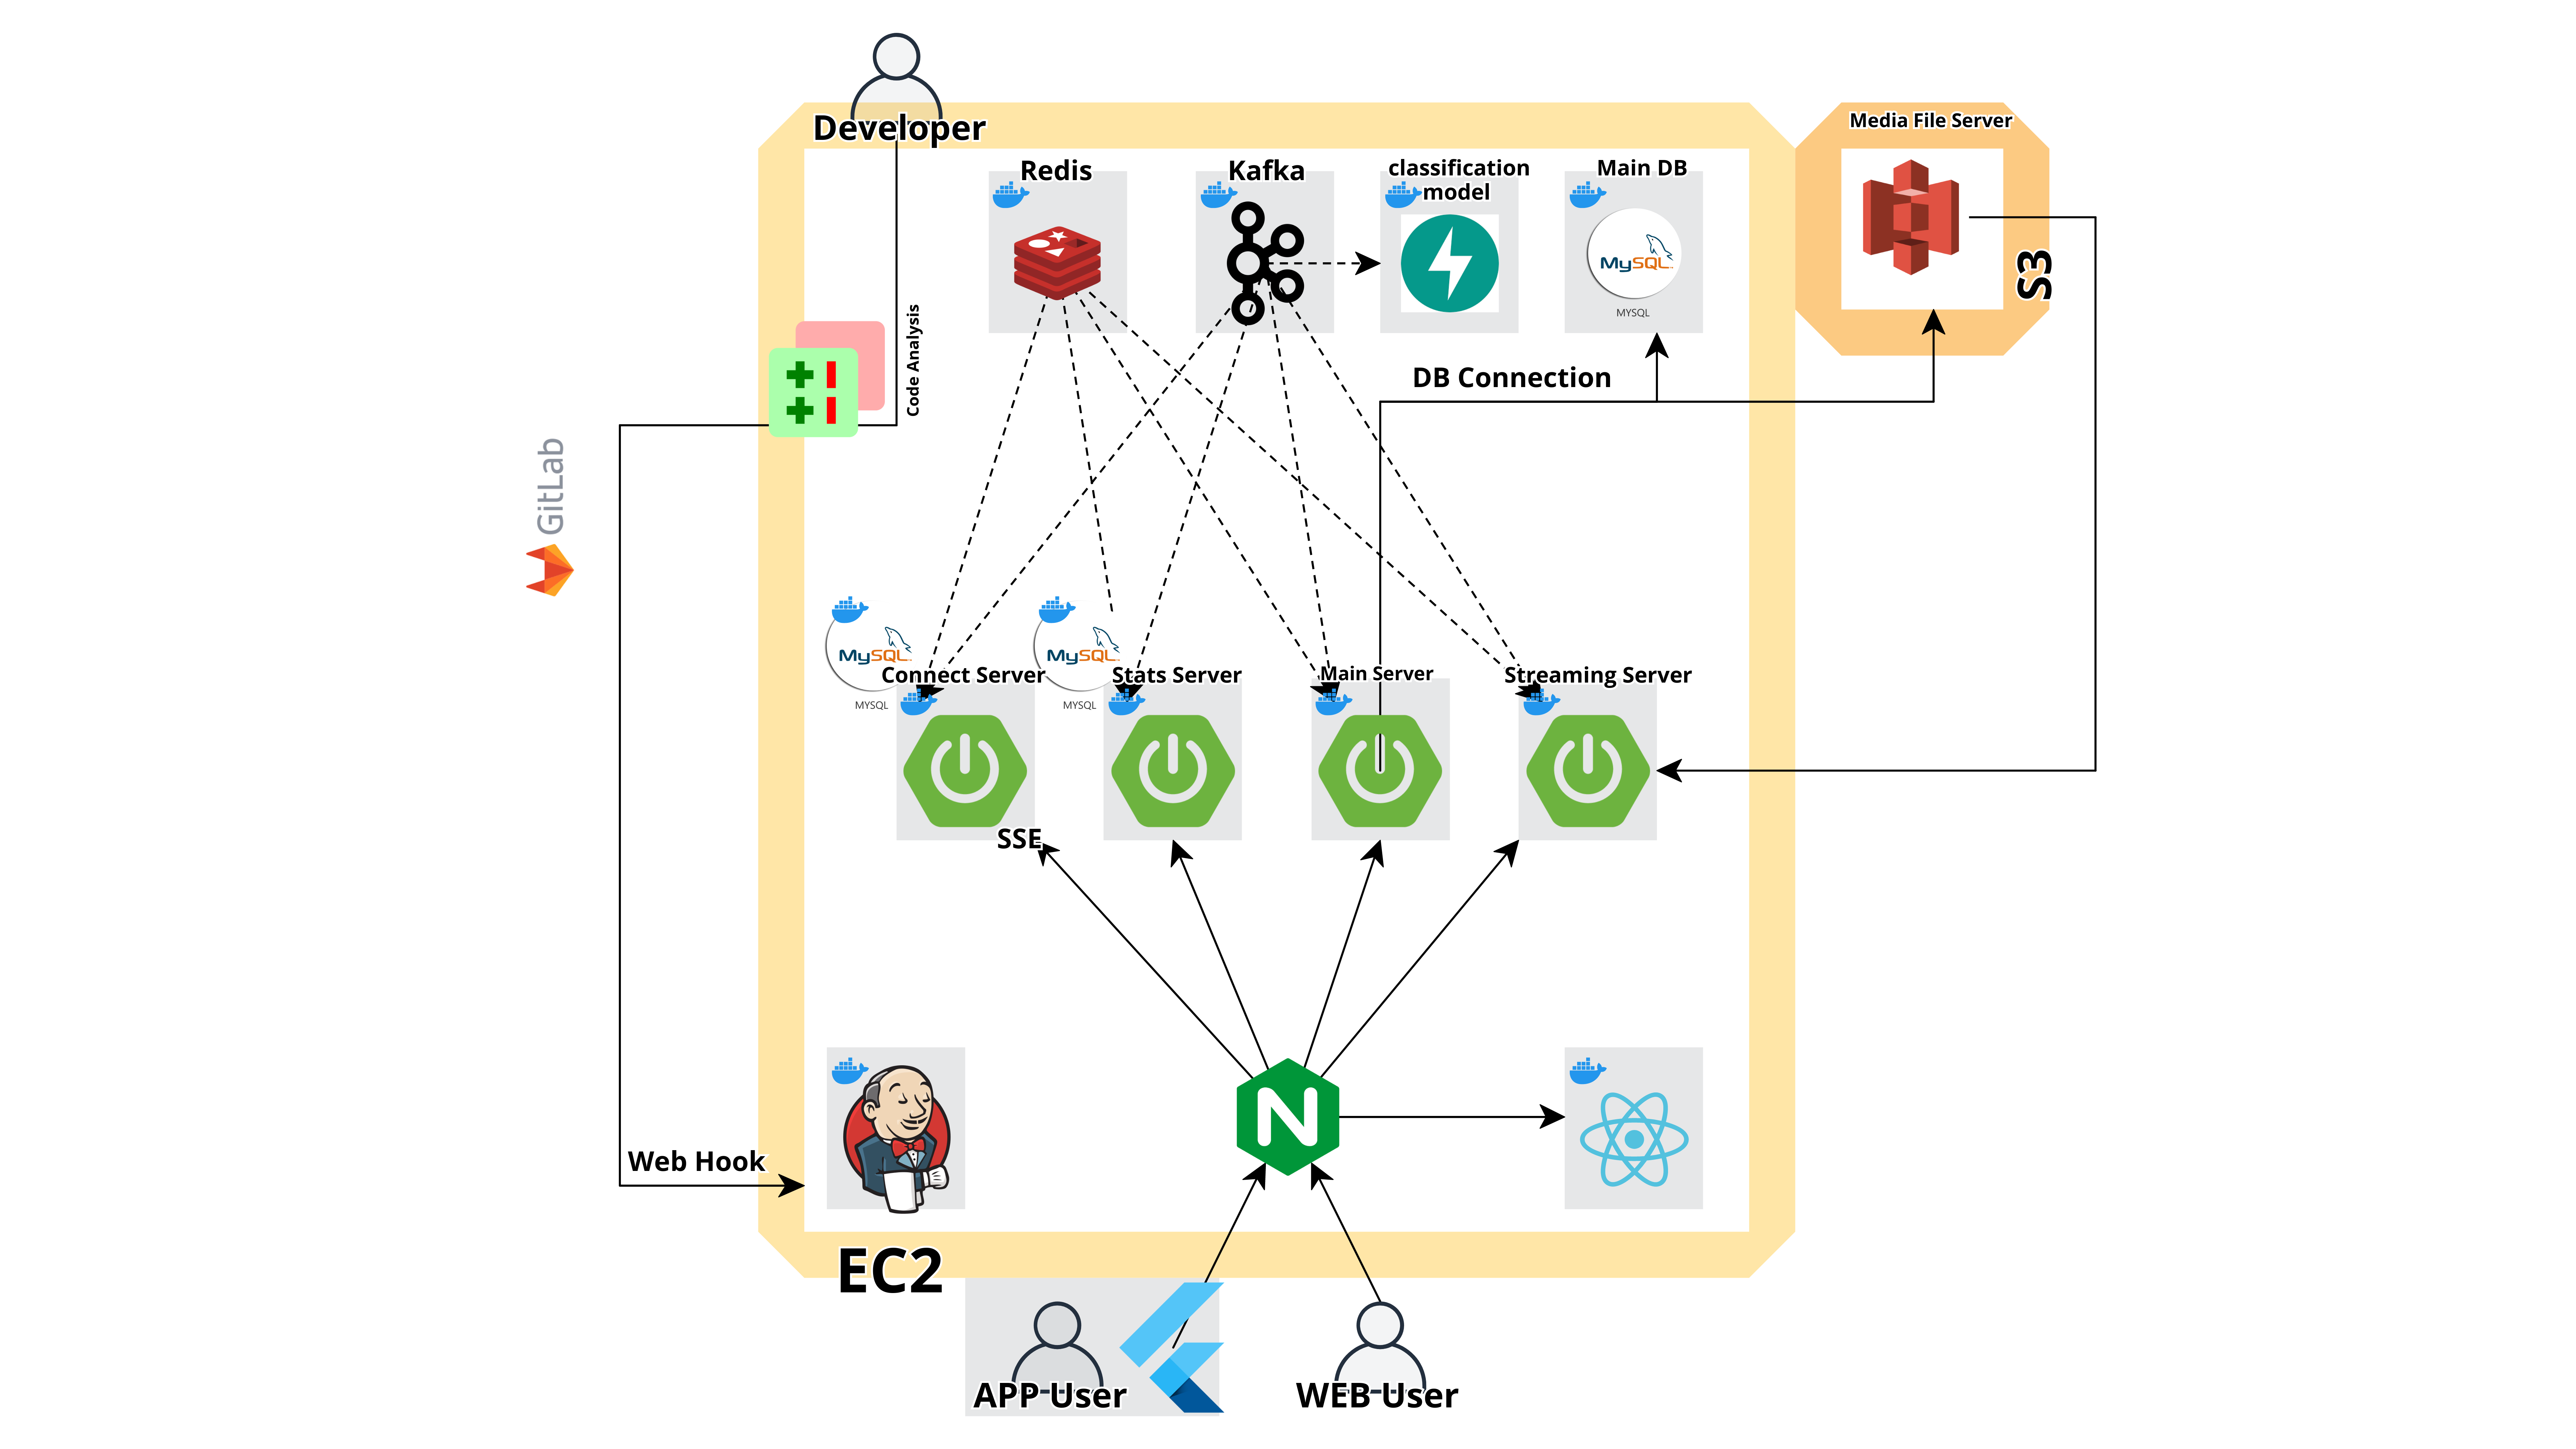 Developer
Media File Server
Redis
Kafka
classification
model
Main DB
MySQL
MYSQL
S3
Code Analysis
DB Connection
GitLab
MySQL
MYSQL
MySQL
MYSQL
Connect Server
Stats Server
Main Server
Streaming Server
SSE
Web Hook
N
EC2
APP User
WEB User